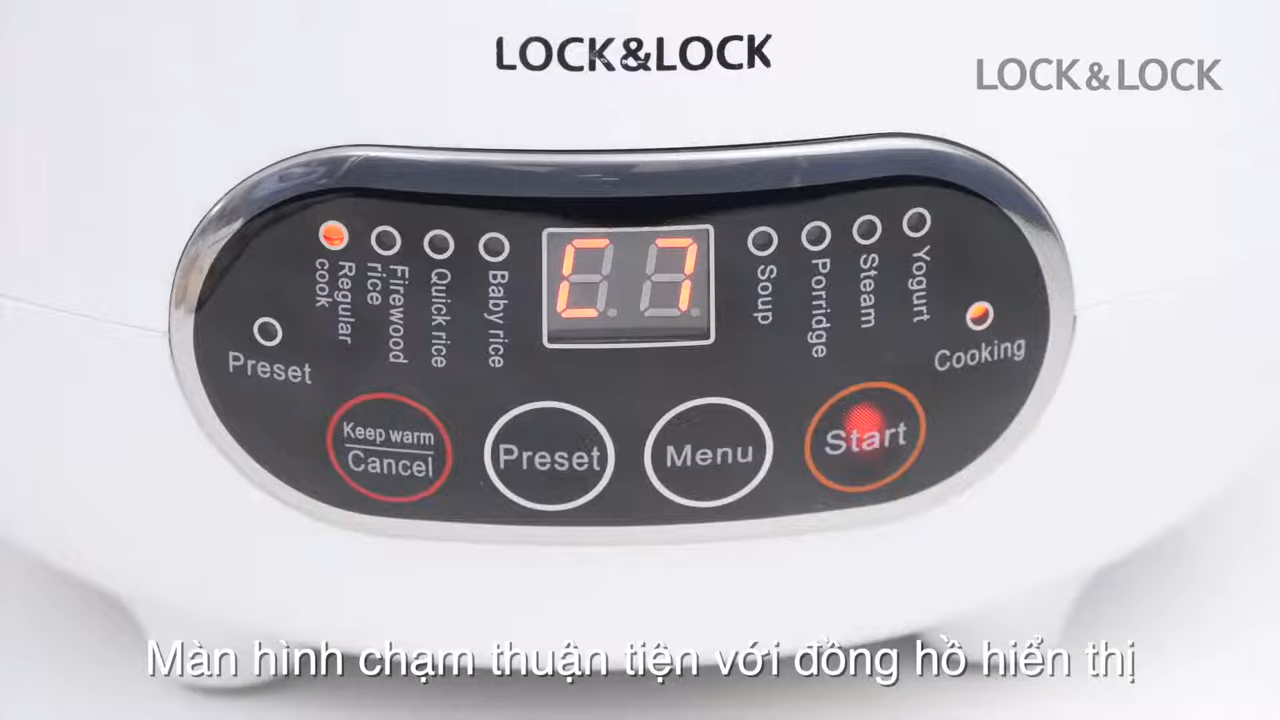 LOCK&LOCK
LOCK&LOCK
Regular
cook
Firewood
rice
Quick rice
Baby rice
Soup
Porridge
Steam
Yogurt
Preset
Cooking
Keep warm
Cancel
Preset
Menu
Start
Màn hình chạm thuận tiện với đồng hồ hiển thị